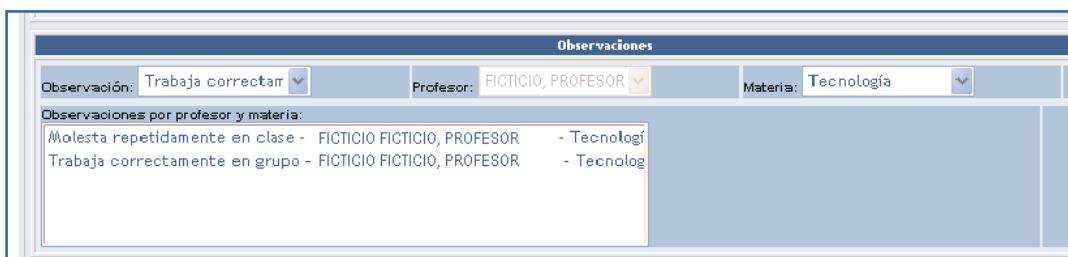 Observaciones
Observación: Trabaja correctam Profesor: FICTICIO, PROFESOR Materia: Tecnología
Observaciones por profesor y materia:
Molesta repetidamente en clase - FICTICIO FICTICIO, PROFESOR - Tecnologí
Trabaja correctamente en grupo - FICTICIO FICTICIO, PROFESOR - Tecnolog